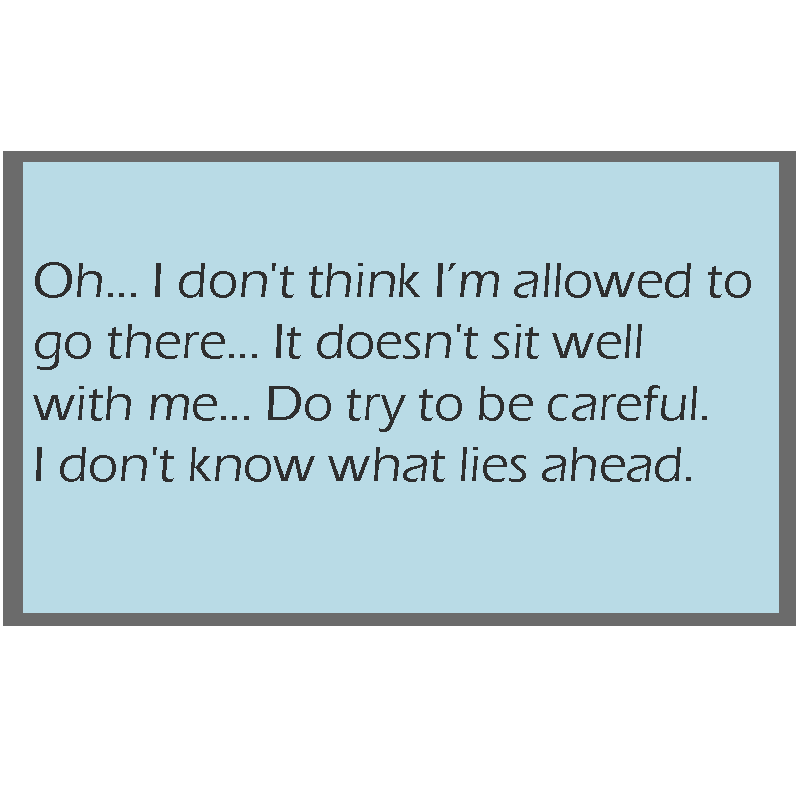 Oh... I don't think I´m allowed to
go there... It doesn't sit well
with me... Do try to be careful.
I don't know what lies ahead.